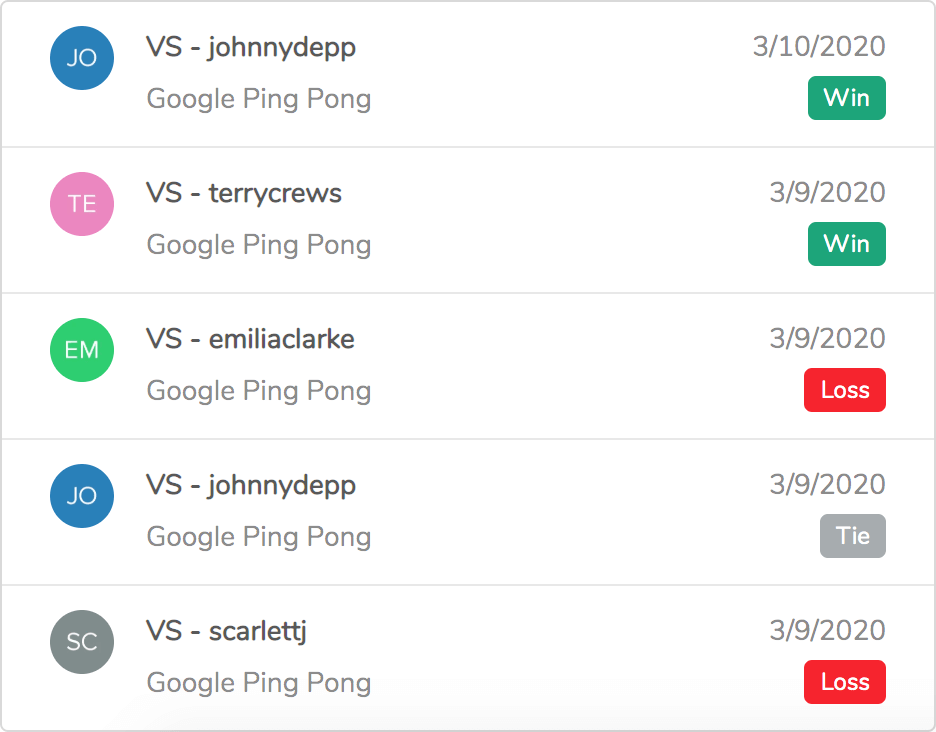 JO
VS - johnnydepp
3/10/2020
Google Ping Pong
Win
TE
VS - terrycrews
3/9/2020
Google Ping Pong
Win
EM
VS - emiliaclarke
3/9/2020
Google Ping Pong
Loss
JO
VS - johnnydepp
3/9/2020
Google Ping Pong
Tie
SC
VS - scarlettj
3/9/2020
Google Ping Pong
Loss